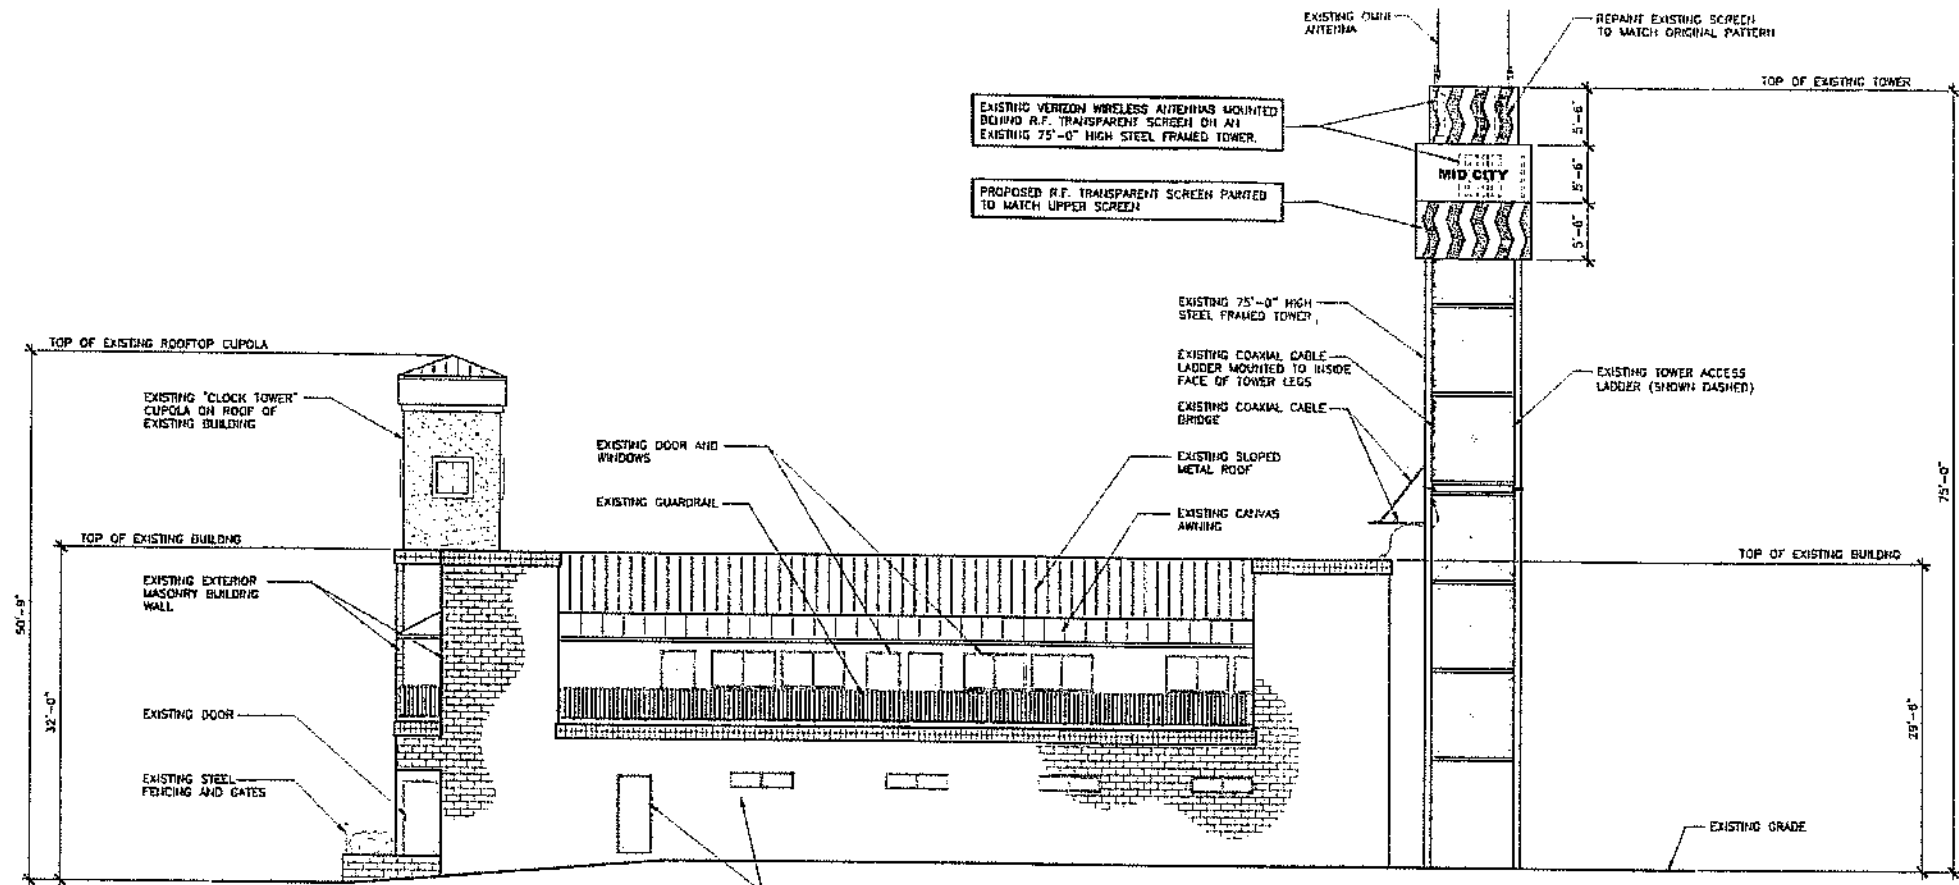 EXISTING OMNI
ANTENNA
REPAINT EXISTING SCREEN
TO MATCH ORIGINAL PATTERN
TOP OF EXISTING TOWER
EXISTING VERIZON WIRELESS ANTENNAS MOUNTED
BEHIND R.F. TRANSPARENT SCREEN ON AN
EXISTING 75'-0" HIGH STEEL FRAMED TOWER.
5'-6"
MID CITY
5'-6"
PROPOSED R.F. TRANSPARENT SCREEN PAINTED
TO MATCH UPPER SCREEN
5'-6"
EXISTING 75'-0" HIGH
STEEL FRAMED TOWER
TOP OF EXISTING ROOFTOP CUPOLA
EXISTING COAXIAL CABLE
LADDER MOUNTED TO INSIDE
FACE OF TOWER LEGS
EXISTING TOWER ACCESS
LADDER (SHOWN DASHED)
EXISTING "CLOCK TOWER"
CUPOLA ON ROOF OF
EXISTING BUILDING
EXISTING COAXIAL CABLE
BRIDGE
EXISTING DOOR AND
WINDOWS
EXISTING SLOPED
METAL ROOF
75'-0"
EXISTING GUARDRAIL
EXISTING CANVAS
AWNING
TOP OF EXISTING BUILDNG
TOP OF EXISTING BUILDNG
EXISTING EXTERIOR
MASONRY BUILDING
WALL
50'-9"
32'-0"
EXISTING DOOR
29'-6"
EXISTING STEEL
FENCING AND GATES
EXISTING GRADE